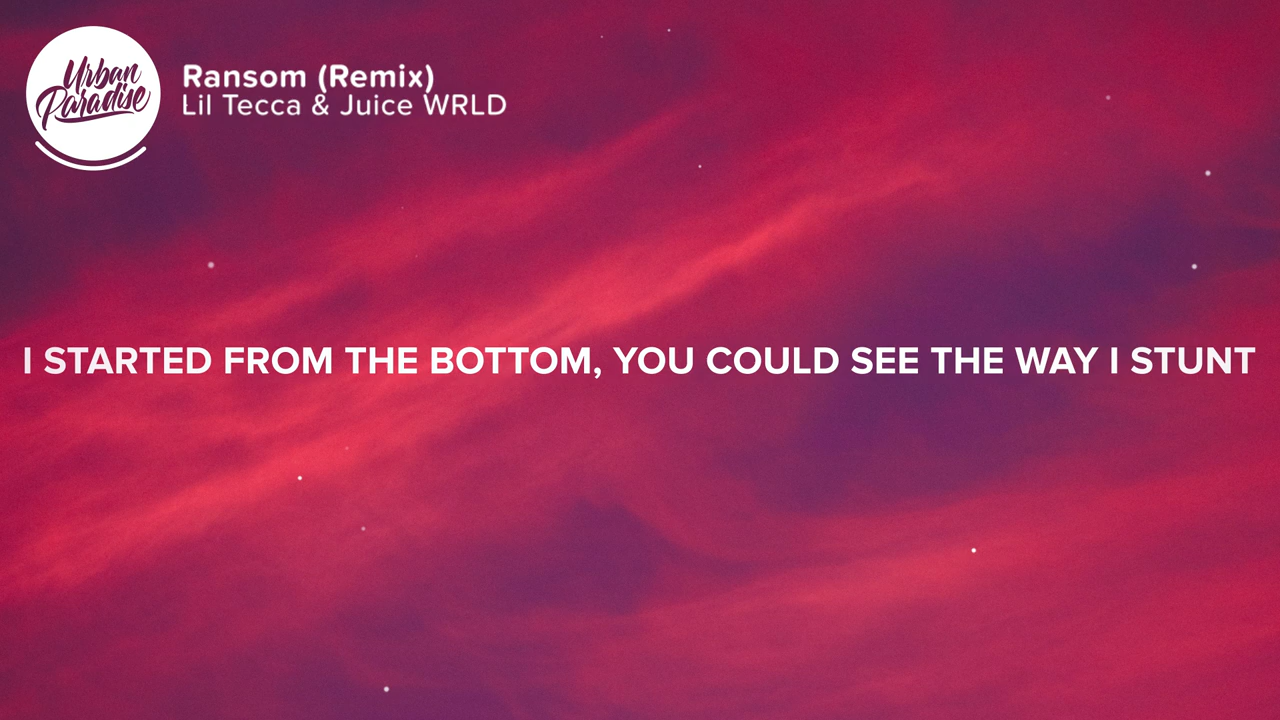 Urban
Paradise
Ransom (Remix)
Lil Tecca & Juice WRLD
I STARTED FROM THE BOTTOM, YOU COULD SEE THE WAY I STUNT